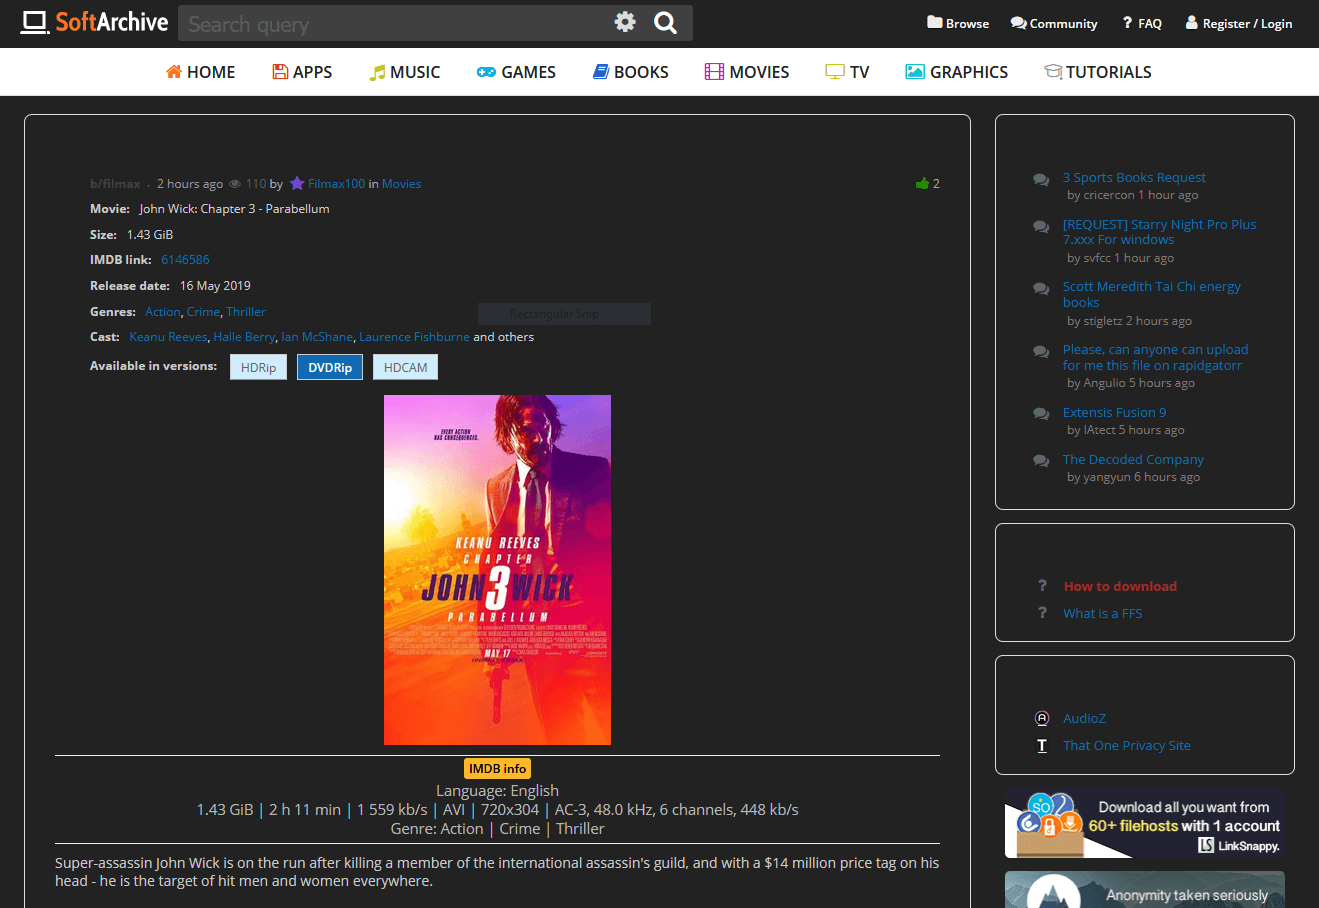 SoftArchive
Search query
Browse
Community
? FAQ
Register / Login
HOME
APPS
MUSIC
GAMES
BOOKS
MOVIES
TV
GRAPHICS
TUTORIALS
b/filmax . 2 hours ago 110 by Filmax100 in Movies
2
Movie: John Wick: Chapter 3 - Parabellum
Size: 1.43 GiB
IMDB link: 6146586
Release date: 16 May 2019
Genres: Action, Crime, Thriller
Rectangular Snip
Cast: Keanu Reeves, Halle Berry, Ian McShane, Laurence Fishburne and others
Available in versions: HDRip DVDRip HDCAM
EVERY ACTION
HAS CONSEQUENCES.
KEANU REEVES
CHAPTER
JOHN 3 WICK
PARABELLUM
MAY 17
IMDB info
Language: English
1.43 GiB | 2 h 11 min | 1 559 kb/s | AVI | 720x304 | AC-3, 48.0 kHz, 6 channels, 448 kb/s
Genre: Action | Crime | Thriller
Super-assassin John Wick is on the run after killing a member of the international assassin's guild, and with a $14 million price tag on his
head - he is the target of hit men and women everywhere.
3 Sports Books Request
by cricercon 1 hour ago
[REQUEST] Starry Night Pro Plus
7.xxx For windows
by svfcc 1 hour ago
Scott Meredith Tai Chi energy
books
by stigletz 2 hours ago
Please, can anyone can upload
for me this file on rapidgatorr
by Angulio 5 hours ago
Extensis Fusion 9
by IAtect 5 hours ago
The Decoded Company
by yangyun 6 hours ago
? How to download
? What is a FFS
A AudioZ
T That One Privacy Site
SO
Download all you want from
60+ filehosts with 1 account
LS LinkSnappy.
Anonymity taken seriously